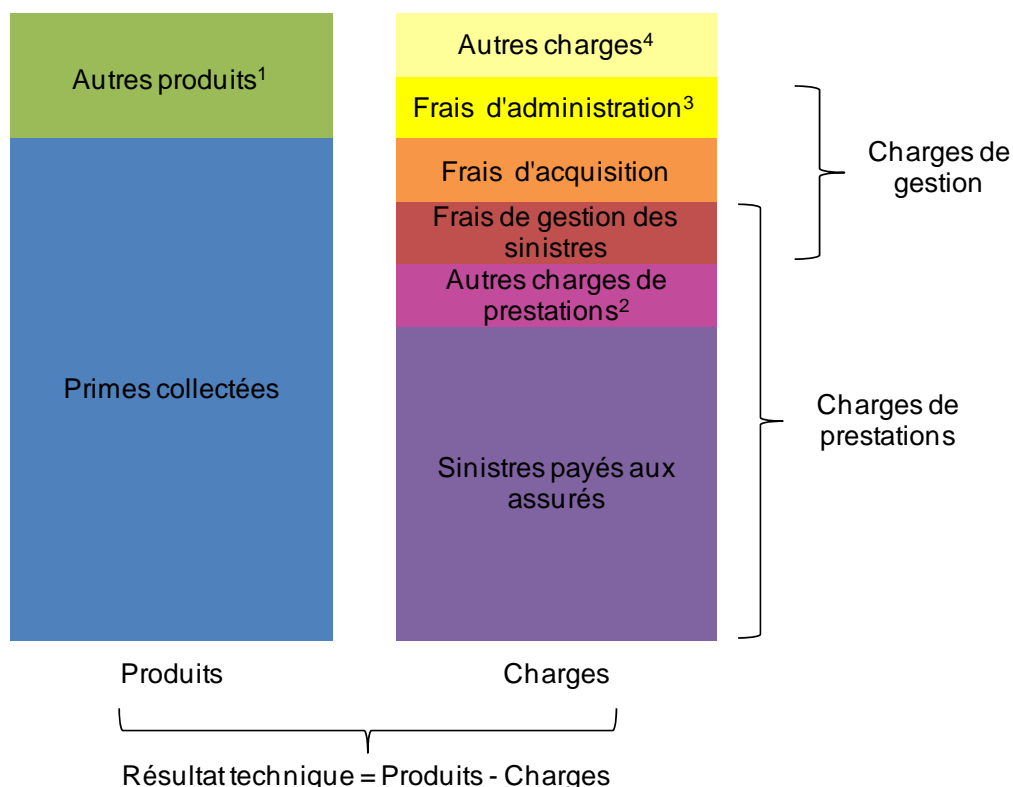 Autres produits¹
Primes collectées
Autres charges⁴
Frais d'administration³
Frais d'acquisition
Frais de gestion des
sinistres
Autres charges de
prestations²
Sinistres payés aux
assurés
Charges de
gestion
Charges de
prestations
Produits
Charges
Résultat technique = Produits - Charges